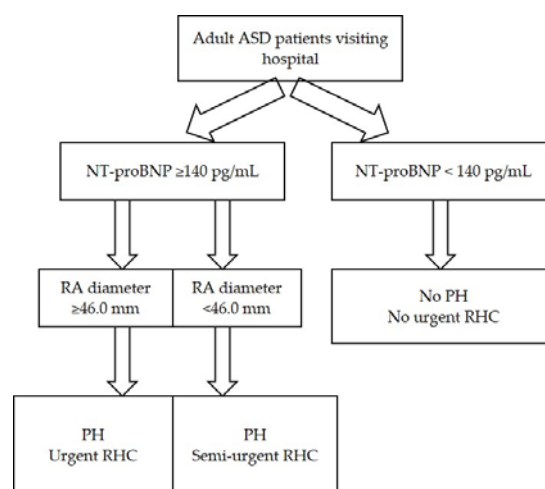 Adult ASD patients visiting
hospital
NT-proBNP ≥140 pg/mL
NT-proBNP < 140 pg/mL
RA diameter
≥46.0 mm
RA diameter
<46.0 mm
No PH
No urgent RHC
PH
Urgent RHC
PH
Semi-urgent RHC